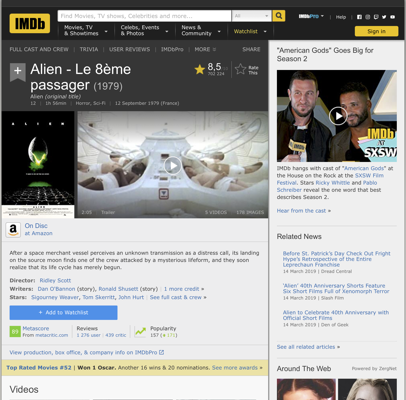 IMDb
Find Movies, TV shows, Celebrities and more...
All
IMDbPro
Help
Movies, TV & Showtimes
Celebs, Events & Photos
News & Community
Watchlist
Sign in
FULL CAST AND CREW | TRIVIA | USER REVIEWS | IMDbPro | MORE
SHARE
Alien - Le 8ème passager (1979)
Alien (original title)
8,5
Rate This
12 | 1h 56min | Horror, Sci-Fi | 12 September 1979 (France)
ALIEN
2:05 | Trailer
5 VIDEOS
On Disc
at Amazon
After a space merchant vessel perceives an unknown transmission as a distress call, its landing
on the source moon finds one of the crew attacked by a mysterious lifeform, and they soon
realize that its life cycle has merely begun.
Director: Ridley Scott
Writers: Dan O'Bannon (story), Ronald Shusett (story) | 1 more credit »
Stars: Sigourney Weaver, Tom Skerritt, John Hurt | See full cast & crew »
+ Add to Watchlist
Metascore
From metacritic.com
Reviews
1 276 user | 439 critic
Popularity
View production, box office, & company info on IMDbPro
Top Rated Movies #52 | Won 1 Oscar. Another 16 wins & 20 nominations. See more awards »
Videos
"American Gods" Goes Big for
Season 2
IMDb
at
SXSW
IMDb hangs with cast of "American Gods" at
the House on the Rock at the SXSW Film
Festival. Stars Ricky Whittle and Pablo
Schreiber reveal the one word that best
describes Season 2.
Hear from the cast »
Related News
Before St. Patrick's Day Check Out Fright
Hype's Retrospective of the Entire
Leprechaun Franchise
14 March 2019 | Dread Central
'Alien' 40th Anniversary Shorts Feature
Six Short Films Full of Xenomorph Terror
14 March 2019 | Slash Film
Alien to Celebrate 40th Anniversary with
Official Short Films
14 March 2019 | Den of Geek
See all related articles »
Around The Web
Powered by ZergNet